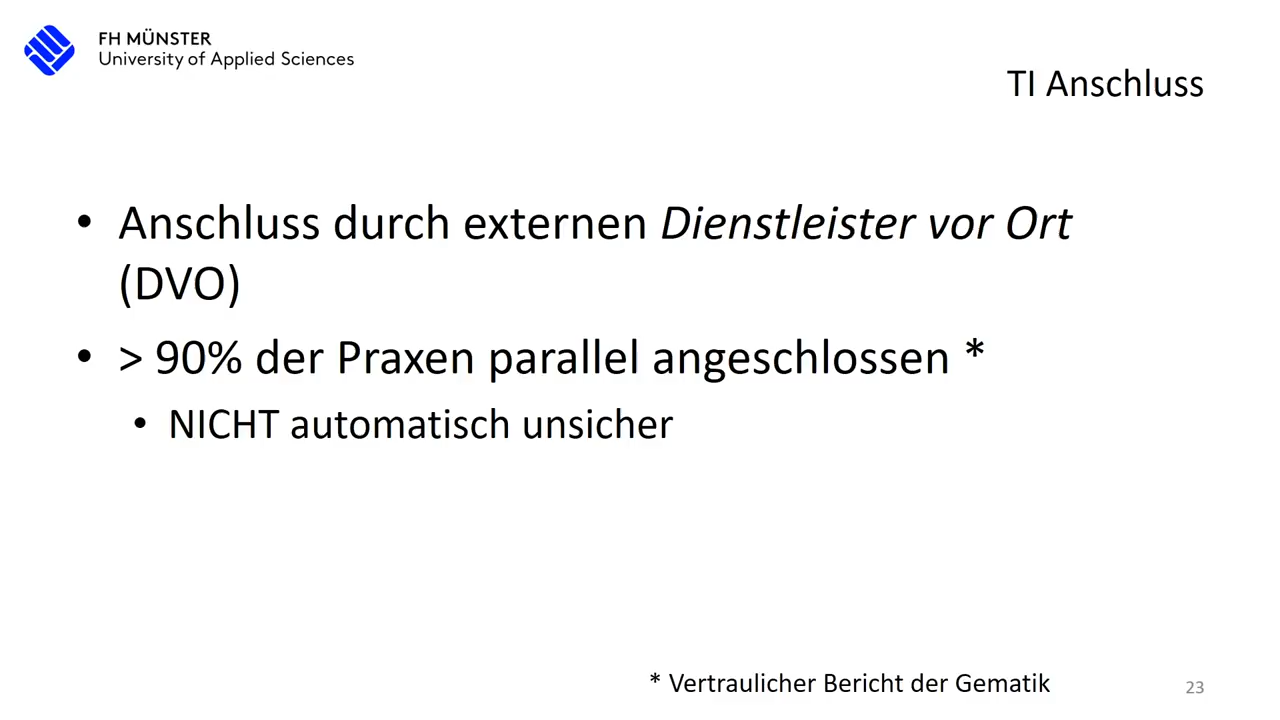 FH MÜNSTER
University of Applied Sciences
TI Anschluss
• Anschluss durch externen Dienstleister vor Ort
(DVO)
• > 90% der Praxen parallel angeschlossen *
• NICHT automatisch unsicher
* Vertraulicher Bericht der Gematik
23